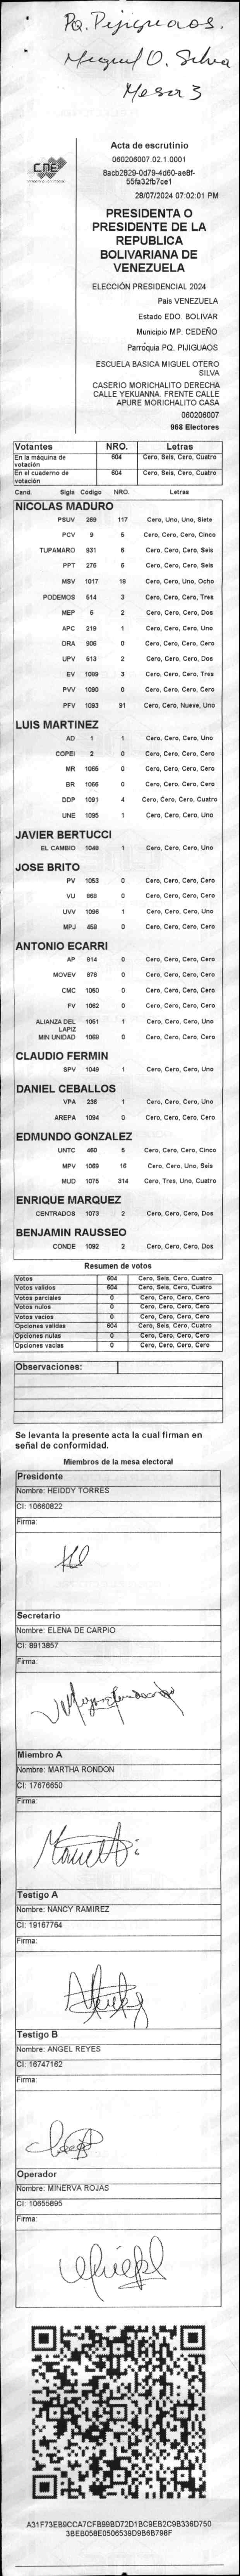 PQ. Pijiguaos.
Miguel O. Silva
Mesa 3
CNE
Acta de escrutinio
060206007.02.1.0001
8acb2829-0d79-4d60-ae8f-
55fa32fb7ce1
28/07/2024 07:02:01 PM
PRESIDENTA O
PRESIDENTE DE LA
REPUBLICA
BOLIVARIANA DE
VENEZUELA
ELECCIÓN PRESIDENCIAL 2024
País VENEZUELA
Estado EDO. BOLIVAR
Municipio MP. CEDEÑO
Parróquia PQ. PIJIGUAOS
ESCUELA BASICA MIGUEL OTERO
SILVA
CASERIO MORICHALITO DERECHA
CALLE YEKUANNA. FRENTE CALLE
APURE MORICHALITO CASA
060206007
968 Electores
Votantes NRO. Letras
En la máquina de votación 604 Cero, Seis, Cero, Cuatro
En el cuaderno de votación 604 Cero, Seis, Cero, Cuatro
Cand. Sigla Código NRO. Letras
NICOLAS MADURO
PSUV 269 117 Cero, Uno, Uno, Siete
PCV 9 5 Cero, Cero, Cero, Cinco
TUPAMARO 931 6 Cero, Cero, Cero, Seis
PPT 276 6 Cero, Cero, Cero, Seis
MSV 1017 18 Cero, Cero, Uno, Ocho
PODEMOS 514 3 Cero, Cero, Cero, Tres
MEP 6 2 Cero, Cero, Cero, Dos
APC 219 1 Cero, Cero, Cero, Uno
ORA 906 0 Cero, Cero, Cero, Cero
UPV 513 2 Cero, Cero, Cero, Dos
EV 1089 3 Cero, Cero, Cero, Tres
PVV 1090 0 Cero, Cero, Cero, Cero
PFV 1093 91 Cero, Cero, Nueve, Uno
LUIS MARTINEZ
AD 1 1 Cero, Cero, Cero, Uno
COPEI 2 0 Cero, Cero, Cero, Cero
MR 1065 0 Cero, Cero, Cero, Cero
BR 1066 0 Cero, Cero, Cero, Cero
DDP 1091 4 Cero, Cero, Cero, Cuatro
UNE 1095 1 Cero, Cero, Cero, Uno
JAVIER BERTUCCI
EL CAMBIO 1048 1 Cero, Cero, Cero, Uno
JOSE BRITO
PV 1053 0 Cero, Cero, Cero, Cero
VU 868 0 Cero, Cero, Cero, Cero
UVV 1096 1 Cero, Cero, Cero, Uno
MPJ 459 0 Cero, Cero, Cero, Cero
ANTONIO ECARRI
AP 814 0 Cero, Cero, Cero, Cero
MOVEV 879 0 Cero, Cero, Cero, Cero
CMC 1050 0 Cero, Cero, Cero, Cero
FV 1062 0 Cero, Cero, Cero, Cero
ALIANZA DEL LAPIZ 1051 1 Cero, Cero, Cero, Uno
MIN UNIDAD 1068 0 Cero, Cero, Cero, Cero
CLAUDIO FERMIN
SPV 1049 1 Cero, Cero, Cero, Uno
DANIEL CEBALLOS
VPA 236 1 Cero, Cero, Cero, Uno
AREPA 1094 0 Cero, Cero, Cero, Cero
EDMUNDO GONZALEZ
UNTC 460 5 Cero, Cero, Cero, Cinco
MPV 1069 16 Cero, Cero, Uno, Seis
MUD 1075 314 Cero, Tres, Uno, Cuatro
ENRIQUE MARQUEZ
CENTRADOS 1073 2 Cero, Cero, Cero, Dos
BENJAMIN RAUSSEO
CONDE 1092 2 Cero, Cero, Cero, Dos
Resumen de votos
Votos 604 Cero, Seis, Cero, Cuatro
Votos validos 604 Cero, Seis, Cero, Cuatro
Votos parciales 0 Cero, Cero, Cero, Cero
Votos nulos 0 Cero, Cero, Cero, Cero
Votos vacios 0 Cero, Cero, Cero, Cero
Opciones validas 604 Cero, Seis, Cero, Cuatro
Opciones nulas 0 Cero, Cero, Cero, Cero
Opciones vacias 0 Cero, Cero, Cero, Cero
Observaciones:
Se levanta la presente acta la cual firman en
señal de conformidad.
Miembros de la mesa electoral
Presidente
Nombre: HEIDDY TORRES
CI: 10660822
Firma:
Secretario
Nombre: ELENA DE CARPIO
CI: 8913857
Firma:
Miembro A
Nombre: MARTHA RONDON
CI: 17676650
Firma:
Testigo A
Nombre: NANCY RAMIREZ
CI: 19167764
Firma:
Testigo B
Nombre: ANGEL REYES
CI: 16747162
Firma:
Operador
Nombre: MINERVA ROJAS
CI: 10655895
Firma:
A31F73EB9CCA7CFB99BD72D1BC9EB2C9B336D750
3BEB058E0506539D9B6B798F